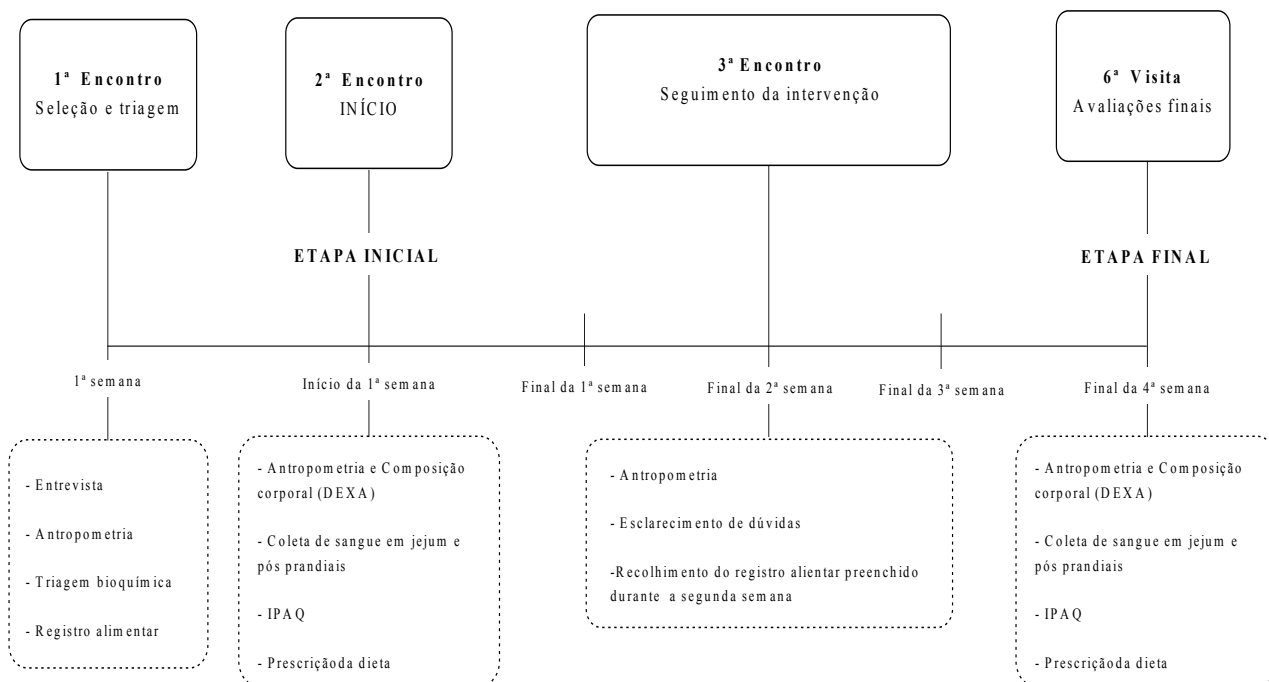 1ª Encontro
Seleção e triagem
2ª Encontro
INÍCIO
3ª Encontro
Seguimento da intervenção
6ª Visita
Avaliações finais
ETAPA INICIAL
ETAPA FINAL
1ª semana
Início da 1ª semana
Final da 1ª semana
Final da 2ª semana
Final da 3ª semana
Final da 4ª semana
- Entrevista
- Antropometria
- Triagem bioquímica
- Registro alimentar
- Antropometria e Composição
corporal (DEXA)
- Coleta de sangue em jejum e
pós prandiais
- IPAQ
- Prescriçãoda dieta
- Antropometria
- Esclarecimento de dúvidas
-Recolhimento do registro alientar preenchido
durante a segunda semana
- Antropometria e Composição
corporal (DEXA)
- Coleta de sangue em jejum e
pós prandiais
- IPAQ
- Prescriçãoda dieta